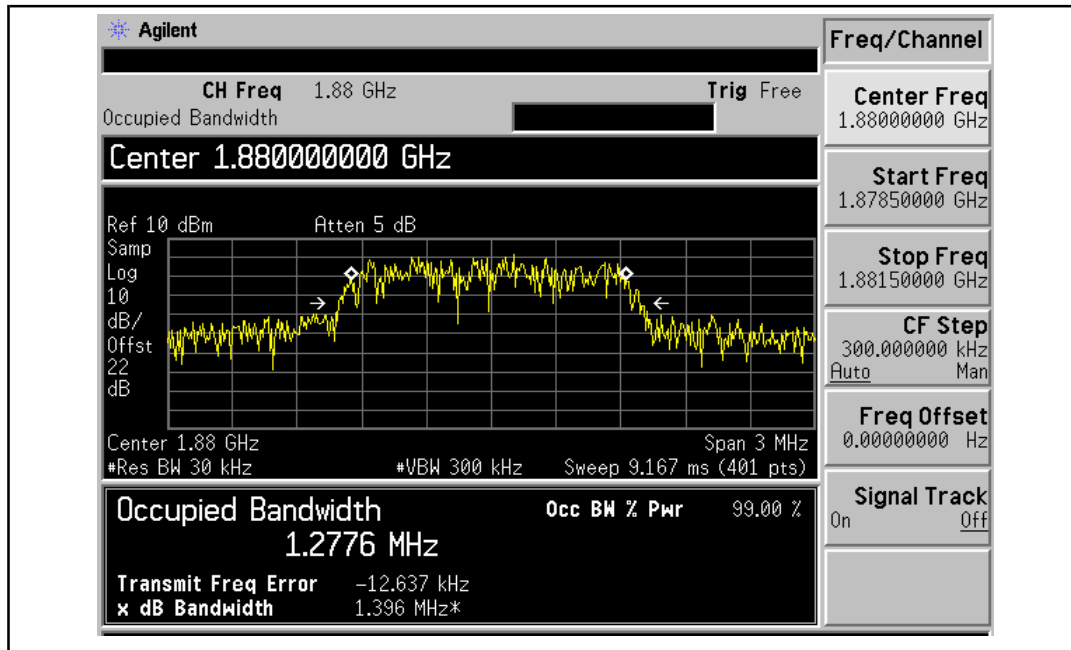 Agilent
Freq/Channel
CH Freq 1.88 GHz Trig Free
Occupied Bandwidth
Center 1.880000000 GHz
Ref 10 dBm Atten 5 dB
Samp
Log
10
dB/
Offst
22
dB
Center 1.88 GHz Span 3 MHz
#Res BW 30 kHz #VBW 300 kHz Sweep 9.167 ms (401 pts)
Occupied Bandwidth Occ BW % Pwr 99.00 %
1.2776 MHz
Transmit Freq Error -12.637 kHz
x dB Bandwidth 1.396 MHz*
Center Freq
1.88000000 GHz
Start Freq
1.87850000 GHz
Stop Freq
1.88150000 GHz
CF Step
300.000000 kHz
Auto Man
Freq Offset
0.00000000 Hz
Signal Track
On Off